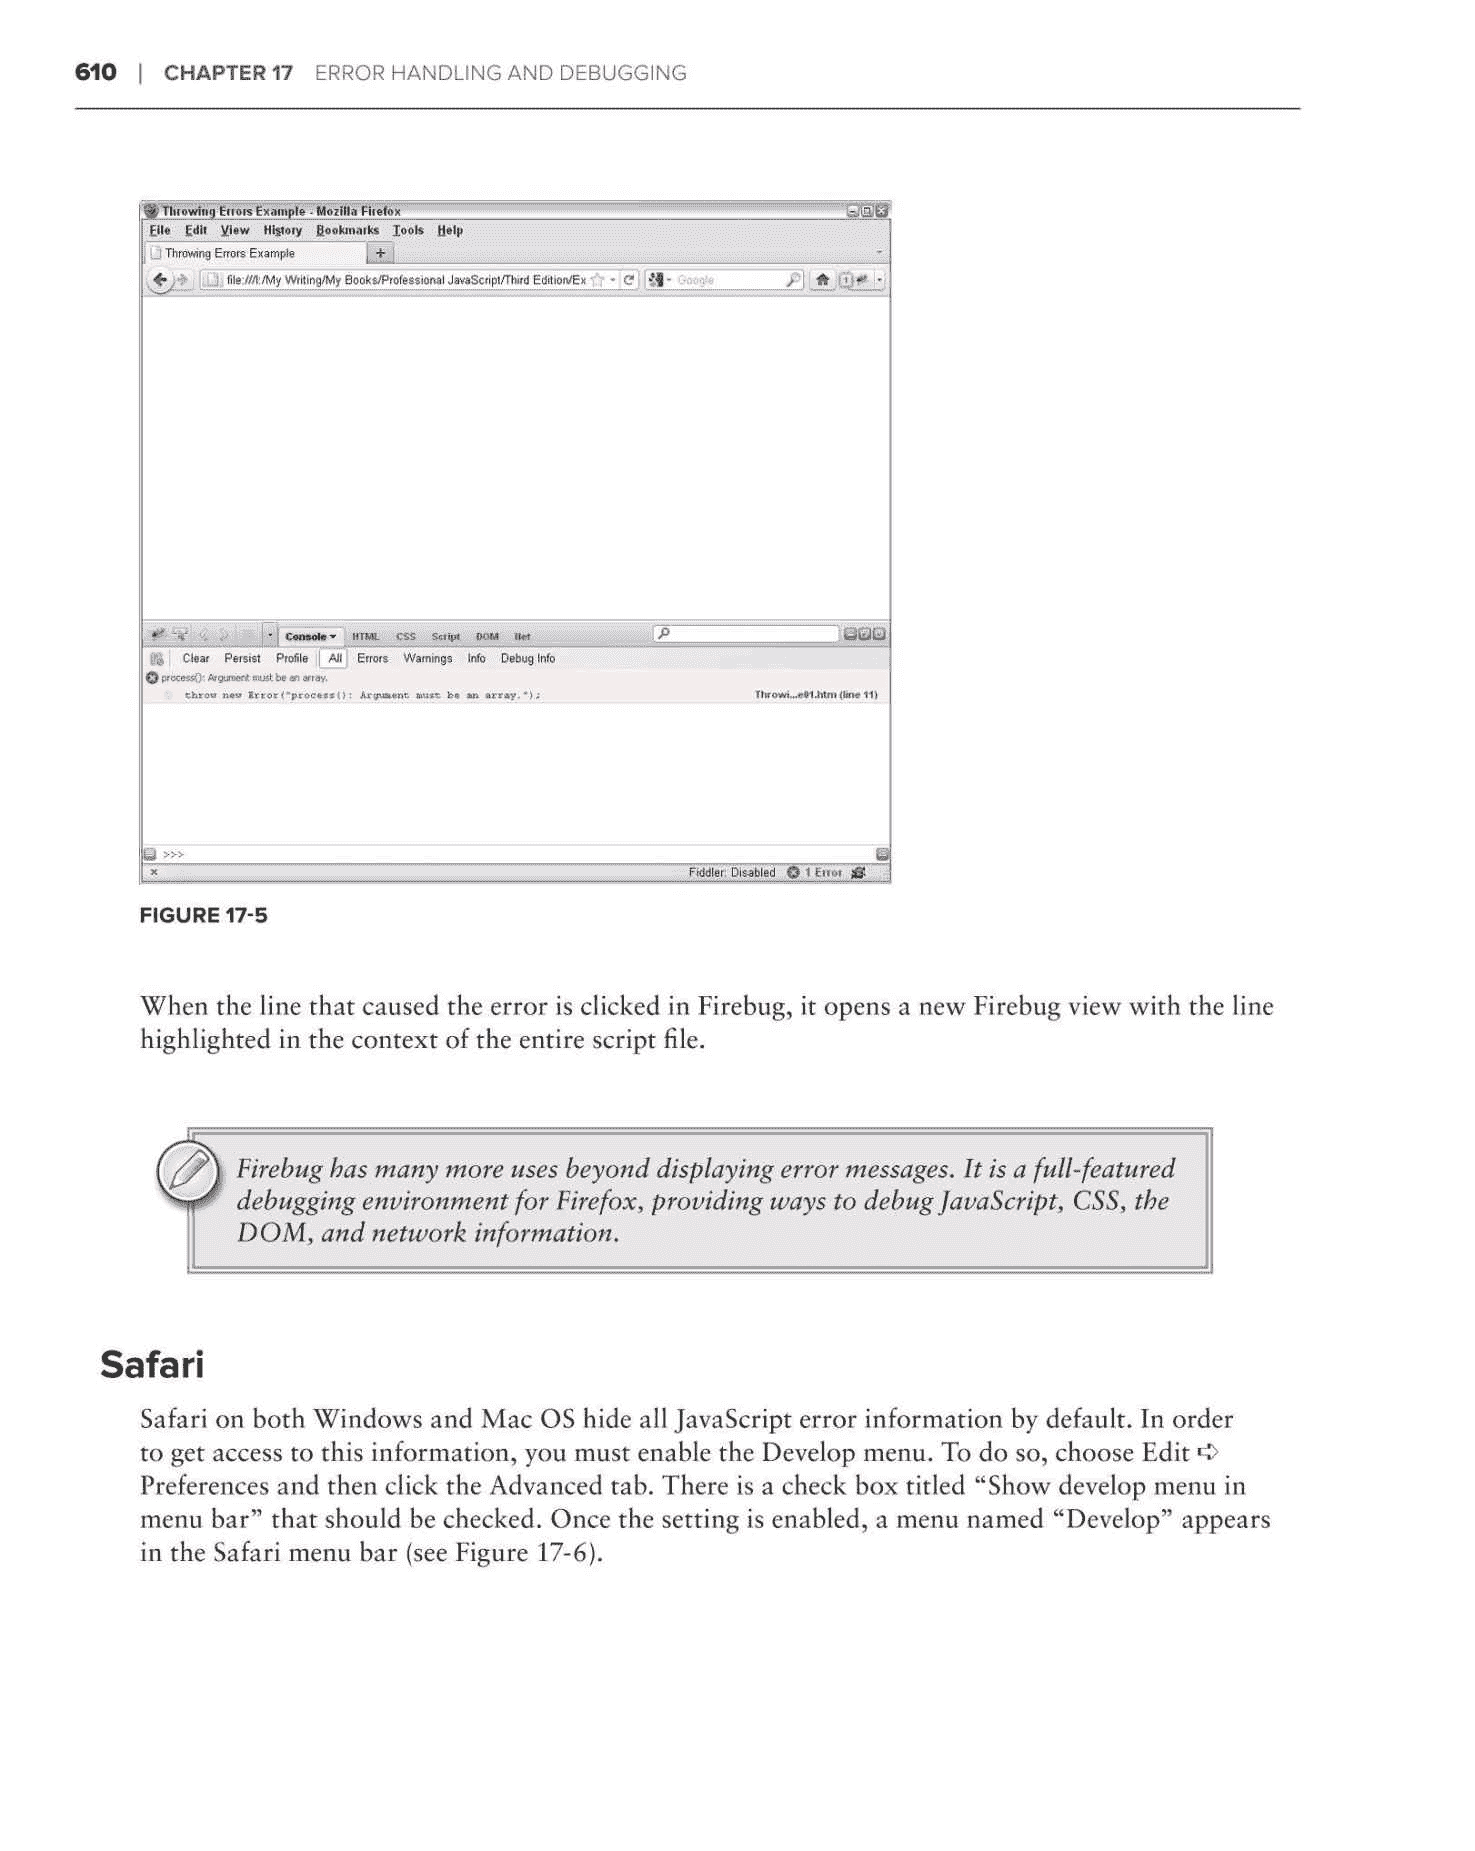 610 | CHAPTER 17 ERROR HANDLING AND DEBUGGING
Throwing Errors Example - Mozilla Firefox
File Edit View History Bookmarks Tools Help
Throwing Errors Example +
file:///I:/My Writing/My Books/Professional JavaScript/Third Edition/Ex Google
Console HTML CSS Script DOM Net
Clear Persist Profile All Errors Warnings Info Debug Info
process(): Argument must be an array.
throw new Error("process(): Argument must be an array."); Throwi...e01.htm (line 11)
>>>
x Fiddler: Disabled 1 Error
FIGURE 17-5
When the line that caused the error is clicked in Firebug, it opens a new Firebug view with the line
highlighted in the context of the entire script file.
Firebug has many more uses beyond displaying error messages. It is a full-featured
debugging environment for Firefox, providing ways to debug JavaScript, CSS, the
DOM, and network information.
Safari
Safari on both Windows and Mac OS hide all JavaScript error information by default. In order
to get access to this information, you must enable the Develop menu. To do so, choose Edit ➪
Preferences and then click the Advanced tab. There is a check box titled “Show develop menu in
menu bar” that should be checked. Once the setting is enabled, a menu named “Develop” appears
in the Safari menu bar (see Figure 17-6).